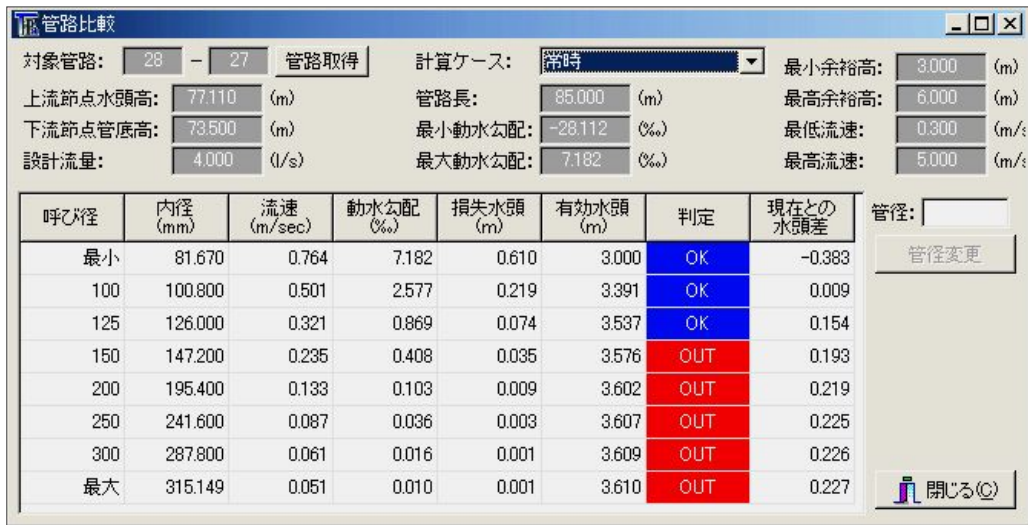 管路比較
対象管路: 28 - 27 管路取得 計算ケース: 常時 最小余裕高: 3.000 (m)
上流節点水頭高: 77.110 (m) 管路長: 85.000 (m) 最高余裕高: 6.000 (m)
下流節点管底高: 73.500 (m) 最小動水勾配: -28.112 (‰) 最低流速: 0.300 (m/s
設計流量: 4.000 (l/s) 最大動水勾配: 7.182 (‰) 最高流速: 5.000 (m/s
呼び径 内径 (mm) 流速 (m/sec) 動水勾配 (‰) 損失水頭 (m) 有効水頭 (m) 判定 現在との水頭差 管径:
最小 81.670 0.764 7.182 0.610 3.000 OK -0.383 管径変更
100 100.800 0.501 2.577 0.219 3.391 OK 0.009
125 126.000 0.321 0.869 0.074 3.537 OK 0.154
150 147.200 0.235 0.408 0.035 3.576 OUT 0.193
200 195.400 0.133 0.103 0.009 3.602 OUT 0.219
250 241.600 0.087 0.036 0.003 3.607 OUT 0.225
300 287.800 0.061 0.016 0.001 3.609 OUT 0.226
最大 315.149 0.051 0.010 0.001 3.610 OUT 0.227 閉じる(C)